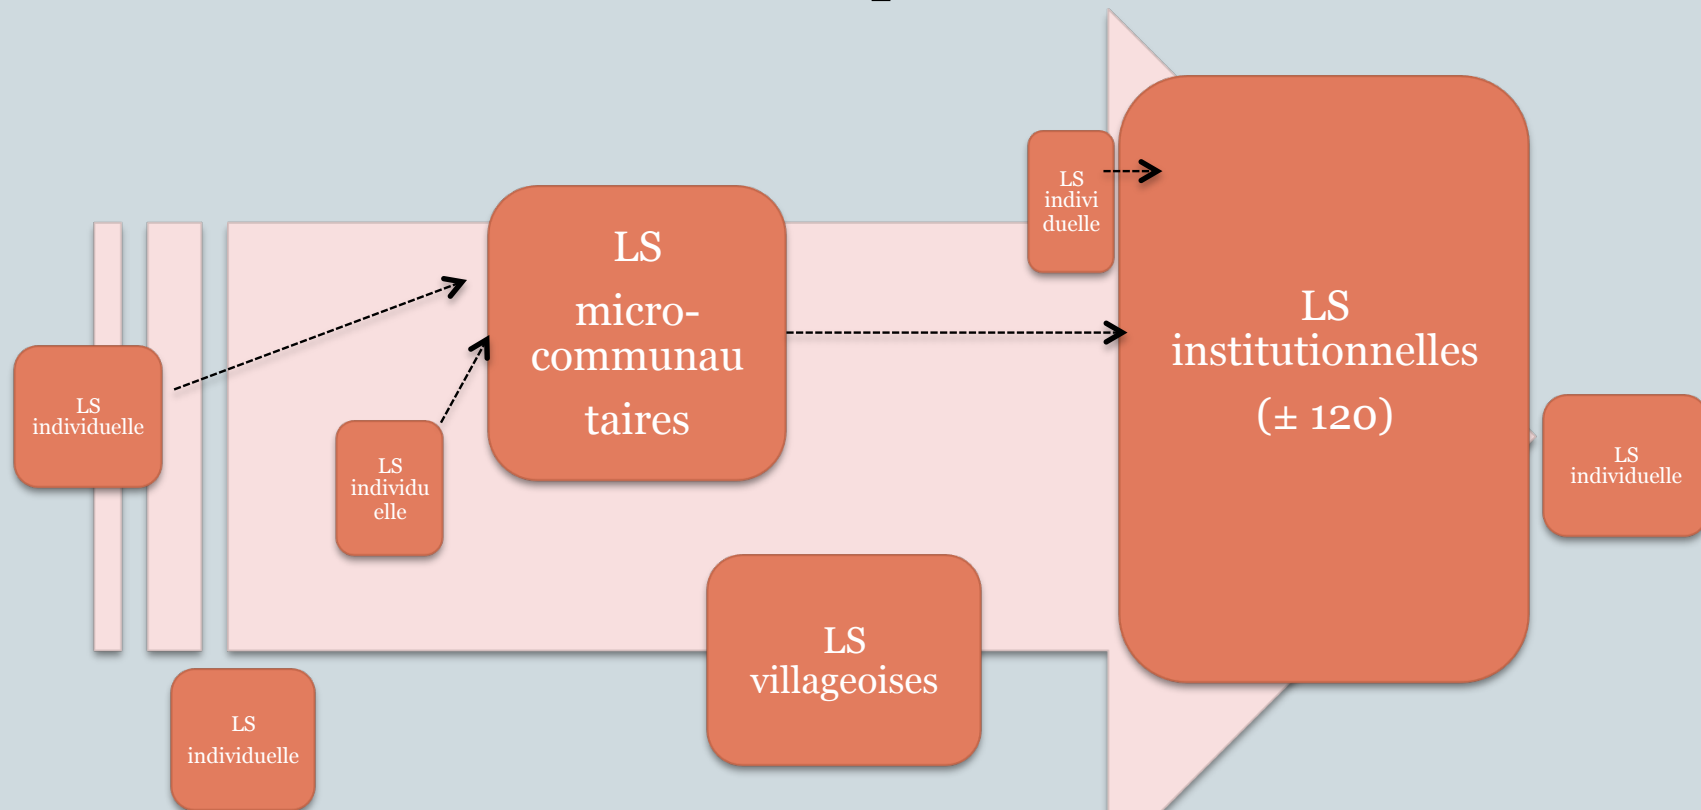 LS
individuelle
LS
individu
elle
LS
individuelle
LS
micro-
communau
taires
LS
villageoises
LS
indivi
duelle
LS
institutionnelles
(± 120)
LS
individuelle